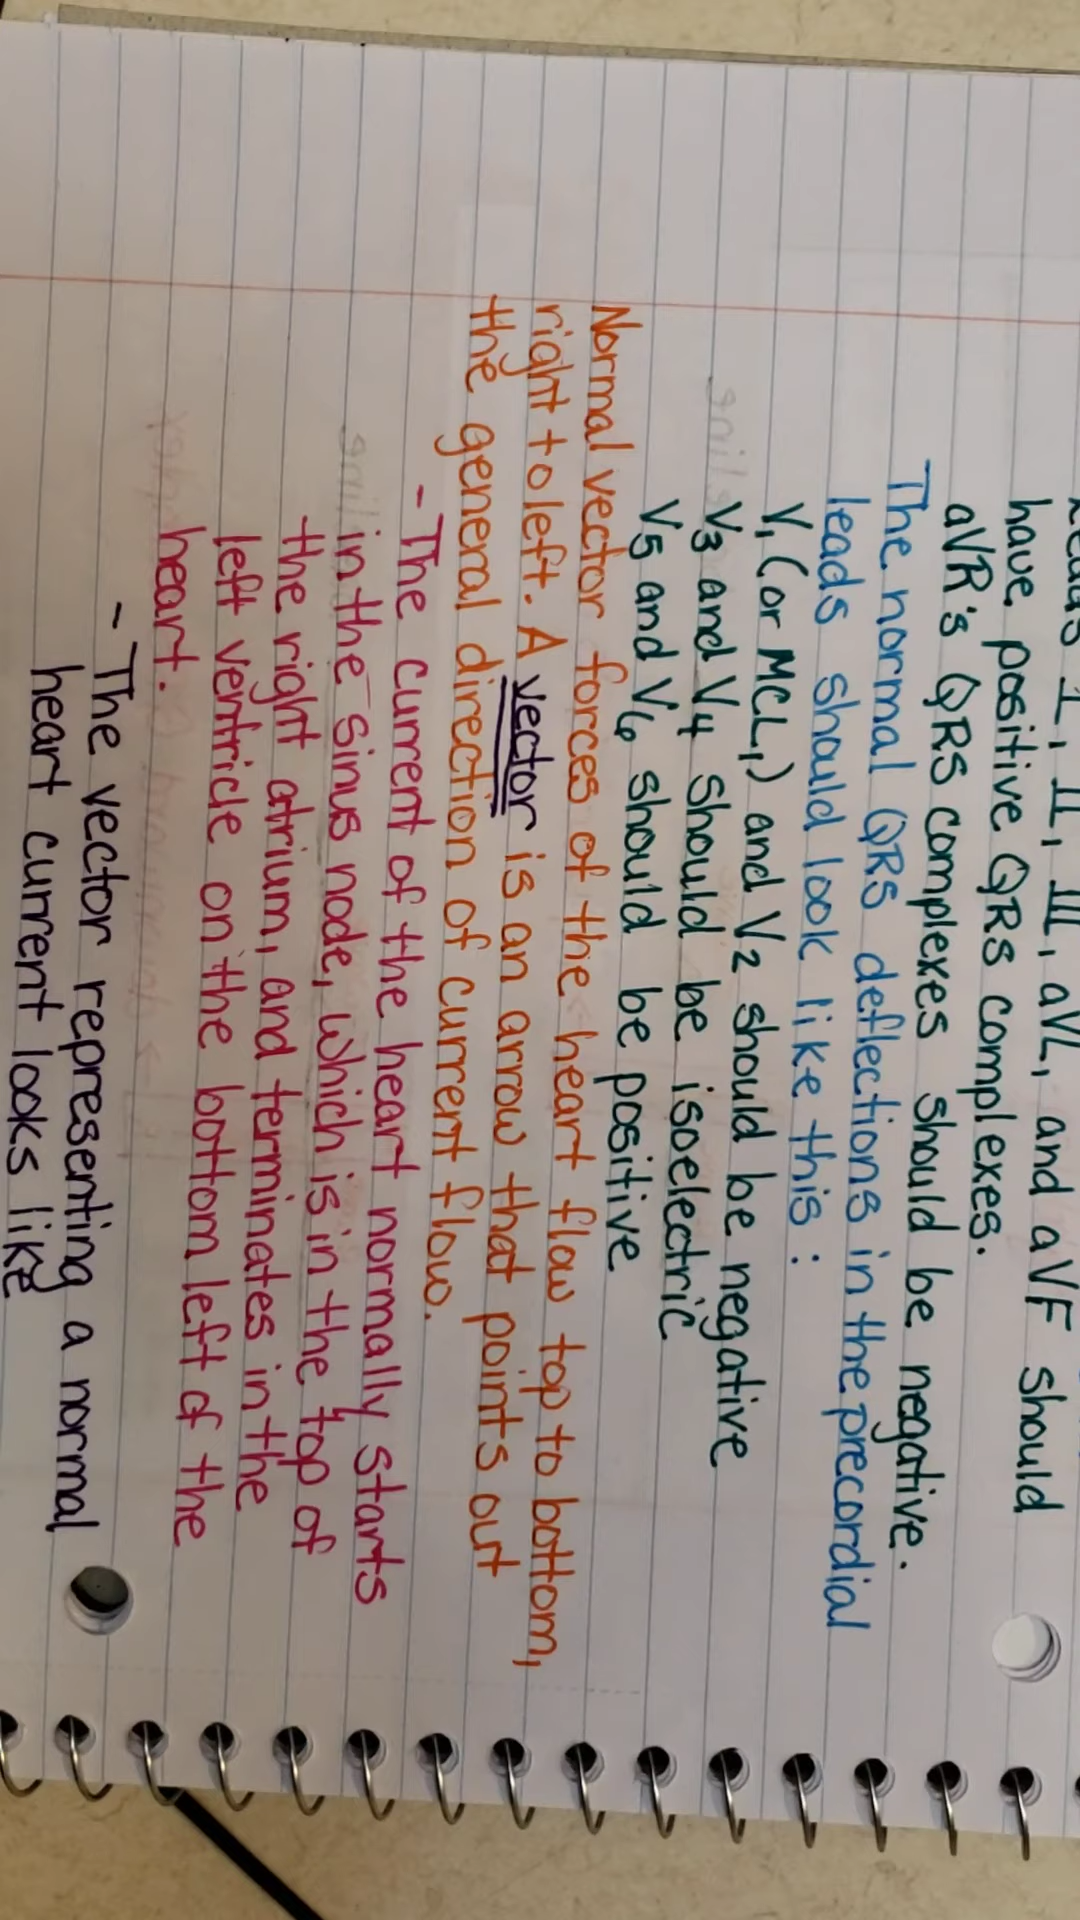 Leads I, II, III, aVL, and aVF should
have positive QRS complexes.
aVR's QRS complexes should be negative.
The normal QRS deflections in the precordial
leads should look like this:
V1 (or MCL1) and V2 should be negative
V3 and V4 should be isoelectric
V5 and V6 should be positive
Normal vector forces of the heart flow top to bottom,
right to left. A vector is an arrow that points out
the general direction of current flow.
- The current of the heart normally starts
in the sinus node, which is in the top of
the right atrium, and terminates in the
left ventricle on the bottom left of the
heart.
- The vector representing a normal
heart current looks like